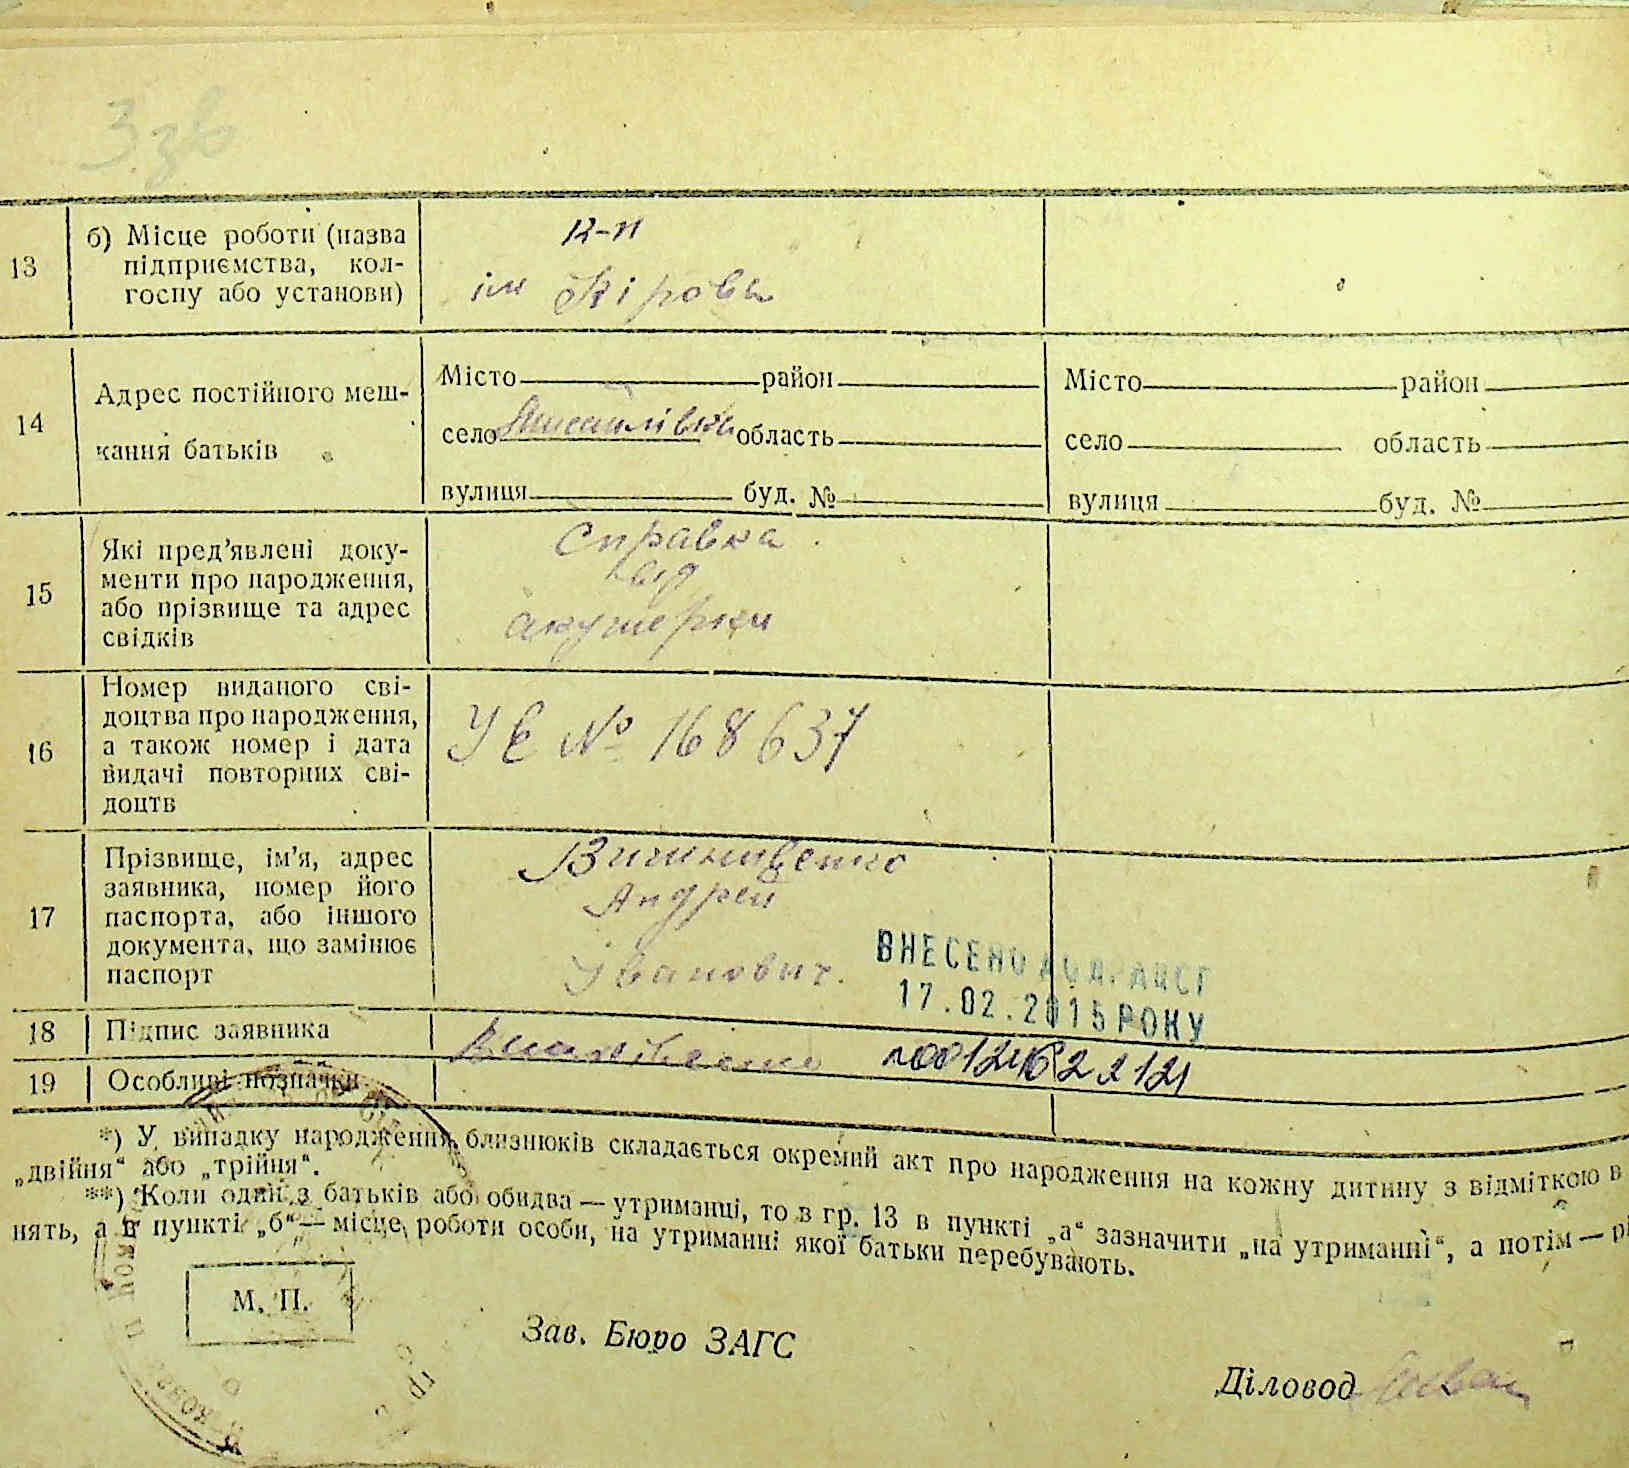 13 б) Місце роботи (назва
підприємства, кол-
госпу або установи)
к-п
ім Кірова
14 Адрес постійного меш-
кання батьків
Місто район
село область
вулиця буд. №
Місто район
село область
вулиця буд. №
15 Які пред'явлені доку-
менти про народження,
або прізвище та адрес
свідків
Справка
від
акушерки
16 Номер виданого сві-
доцтва про народження,
а також номер і дата
видачі повторних сві-
доцтв
УЕ № 168637
17 Прізвище, ім'я, адрес
заявника, номер його
паспорта, або іншого
документа, що замінює
паспорт
Андрей
Іванович.
ВНЕСЕНО ДО ДРАЦСГ
17.02.2015 РОКУ
18 Підпис заявника
19 Особливі позначки
*) У випадку народження близнюків складається окремий акт про народження на кожну дитину з відміткою в
„двійня“ або „трійня“.
**) Коли один з батьків або обидва — утриманці, то в гр. 13 в пункті „а“ зазначити „на утриманні“, а потім — рі
нять, а в пункті „б“ — місце роботи особи, на утриманні якої батьки перебувають.
М. П.
Зав. Бюро ЗАГС
Діловод